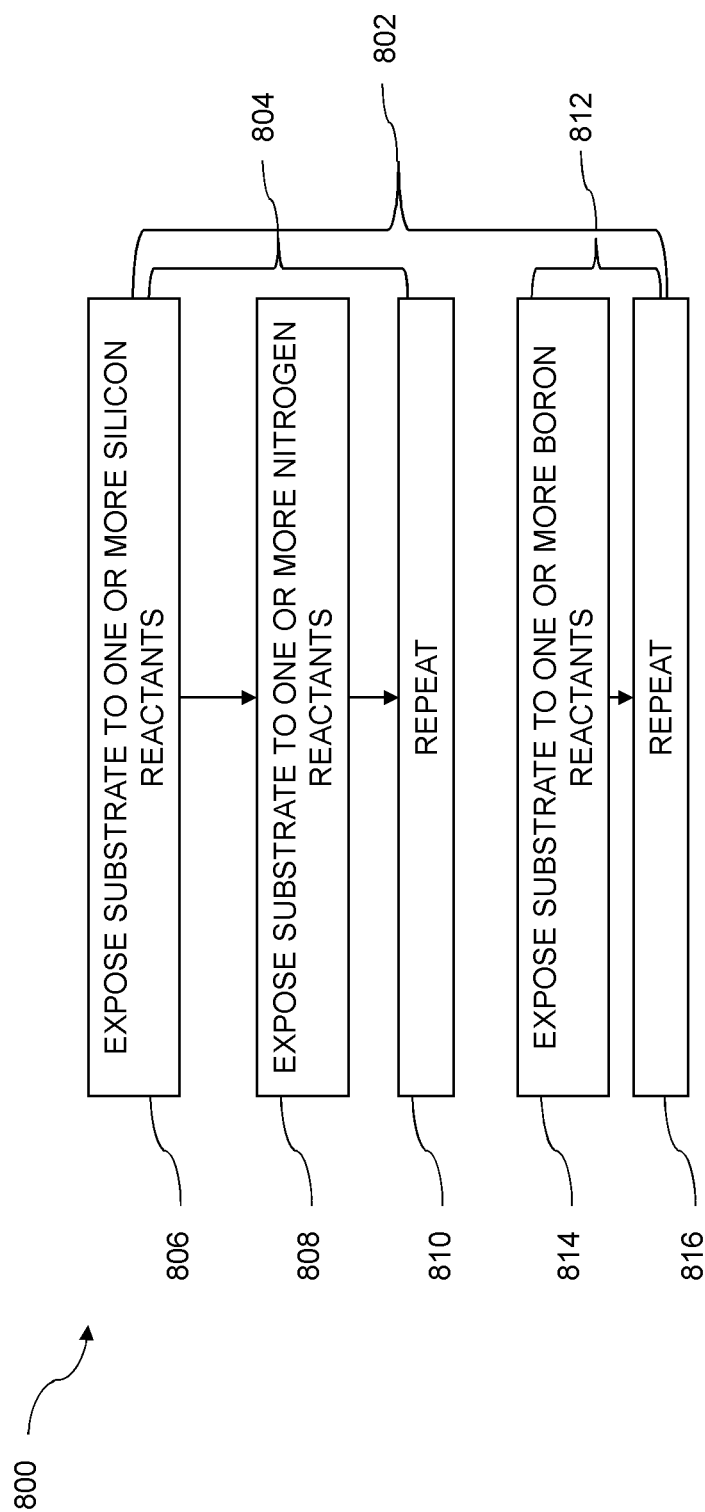 800
802
804
806
EXPOSE SUBSTRATE TO ONE OR MORE SILICON
REACTANTS
808
EXPOSE SUBSTRATE TO ONE OR MORE NITROGEN
REACTANTS
810
REPEAT
812
814
EXPOSE SUBSTRATE TO ONE OR MORE BORON
REACTANTS
816
REPEAT